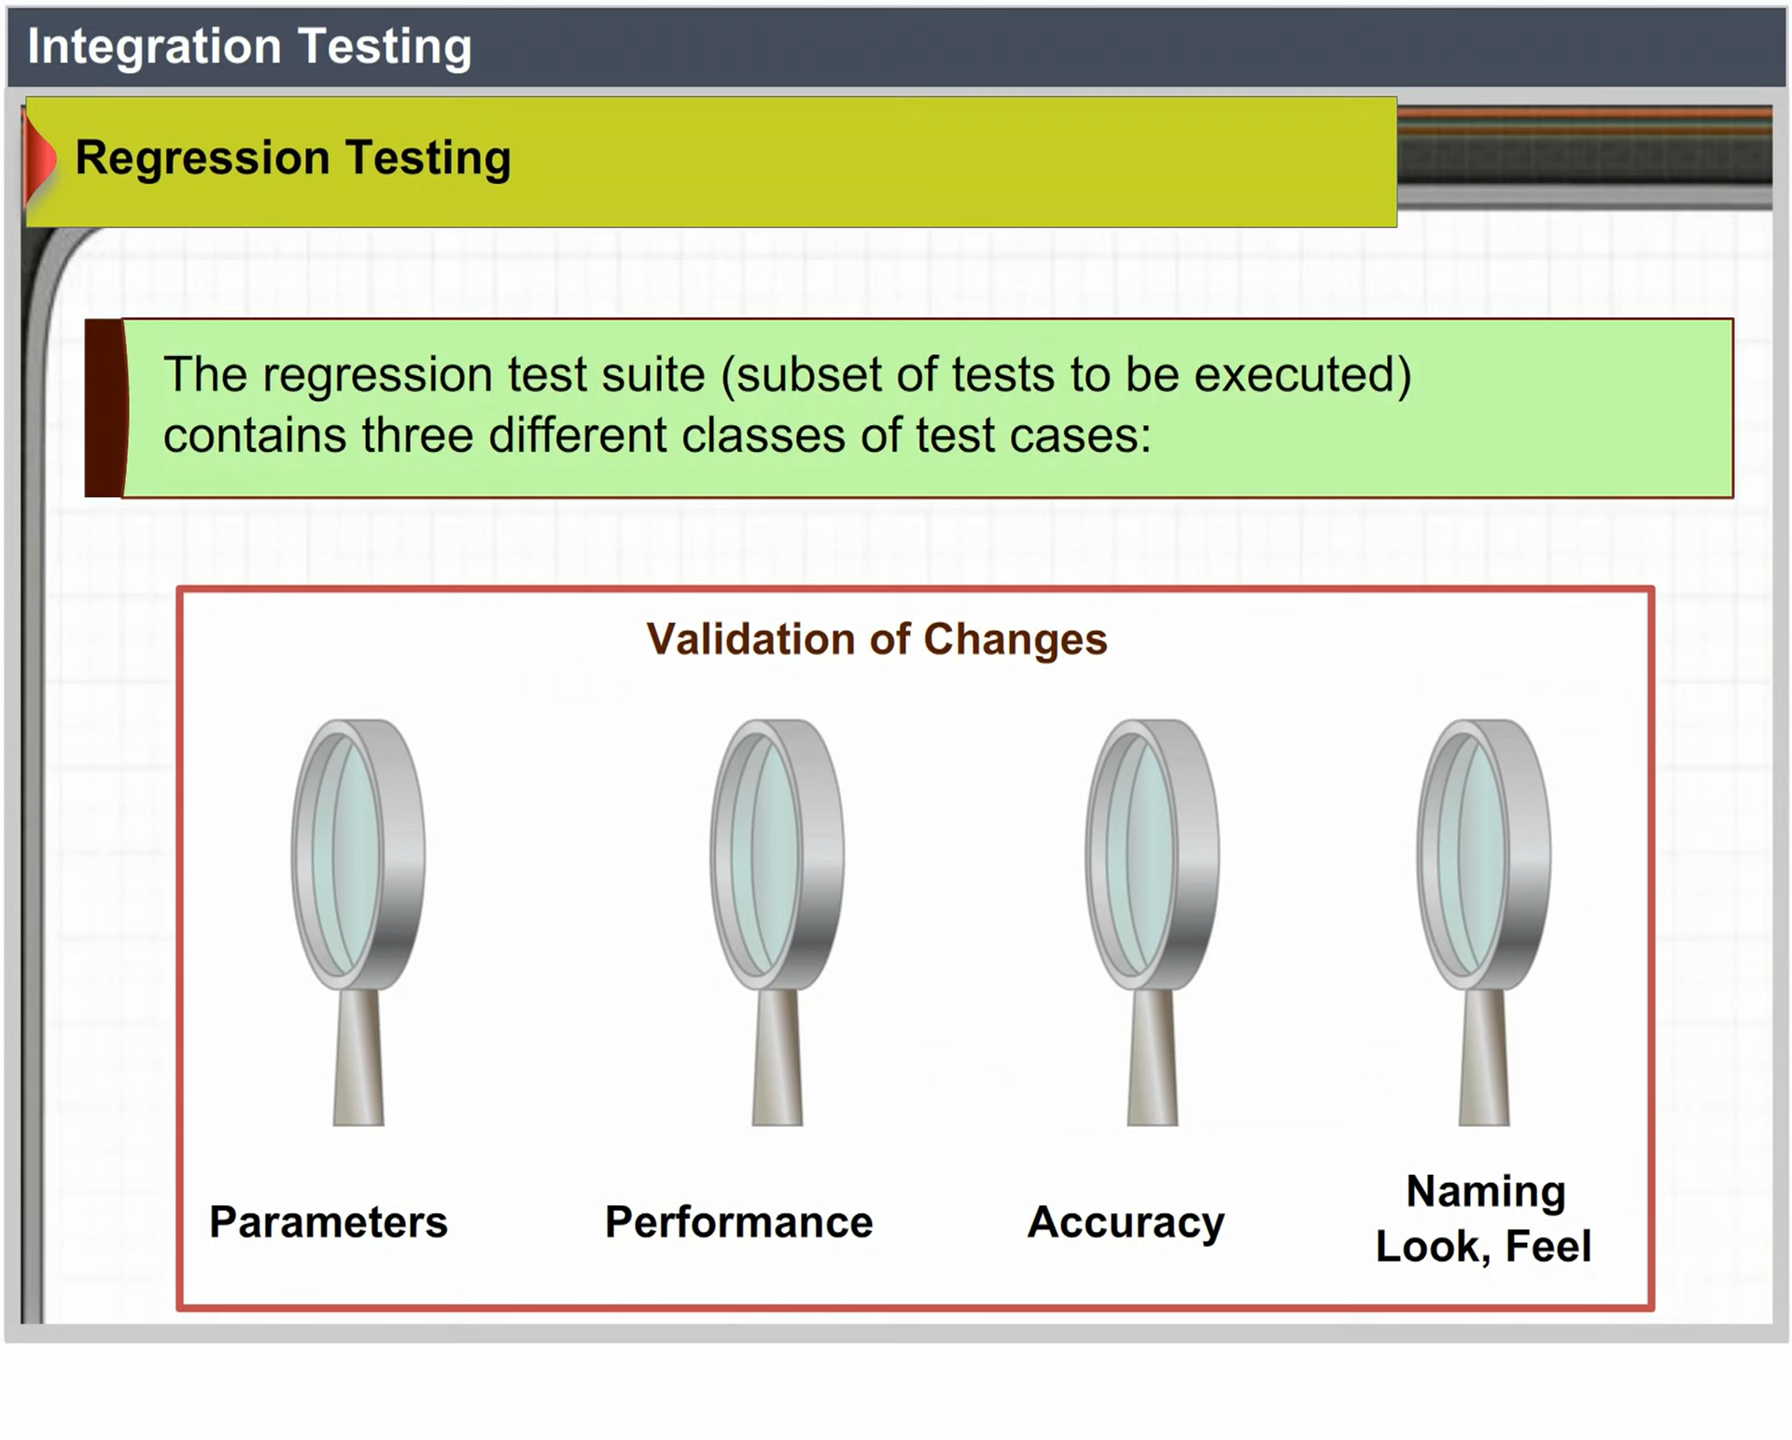 Integration Testing
Regression Testing
The regression test suite (subset of tests to be executed)
contains three different classes of test cases:
Validation of Changes
Parameters
Performance
Accuracy
Naming
Look, Feel